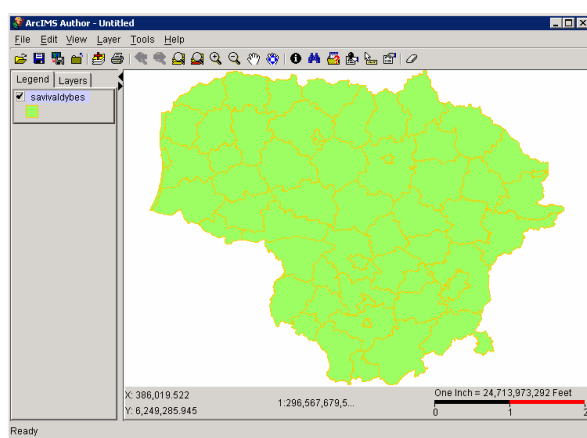 ArcIMS Author - Untitled
File Edit View Layer Tools Help
Legend Layers
savivaldybes
X: 386,019.522
Y: 6,249,285.945
1:296,567,679,5...
One Inch = 24,713,973,292 Feet
0 1 2
Ready